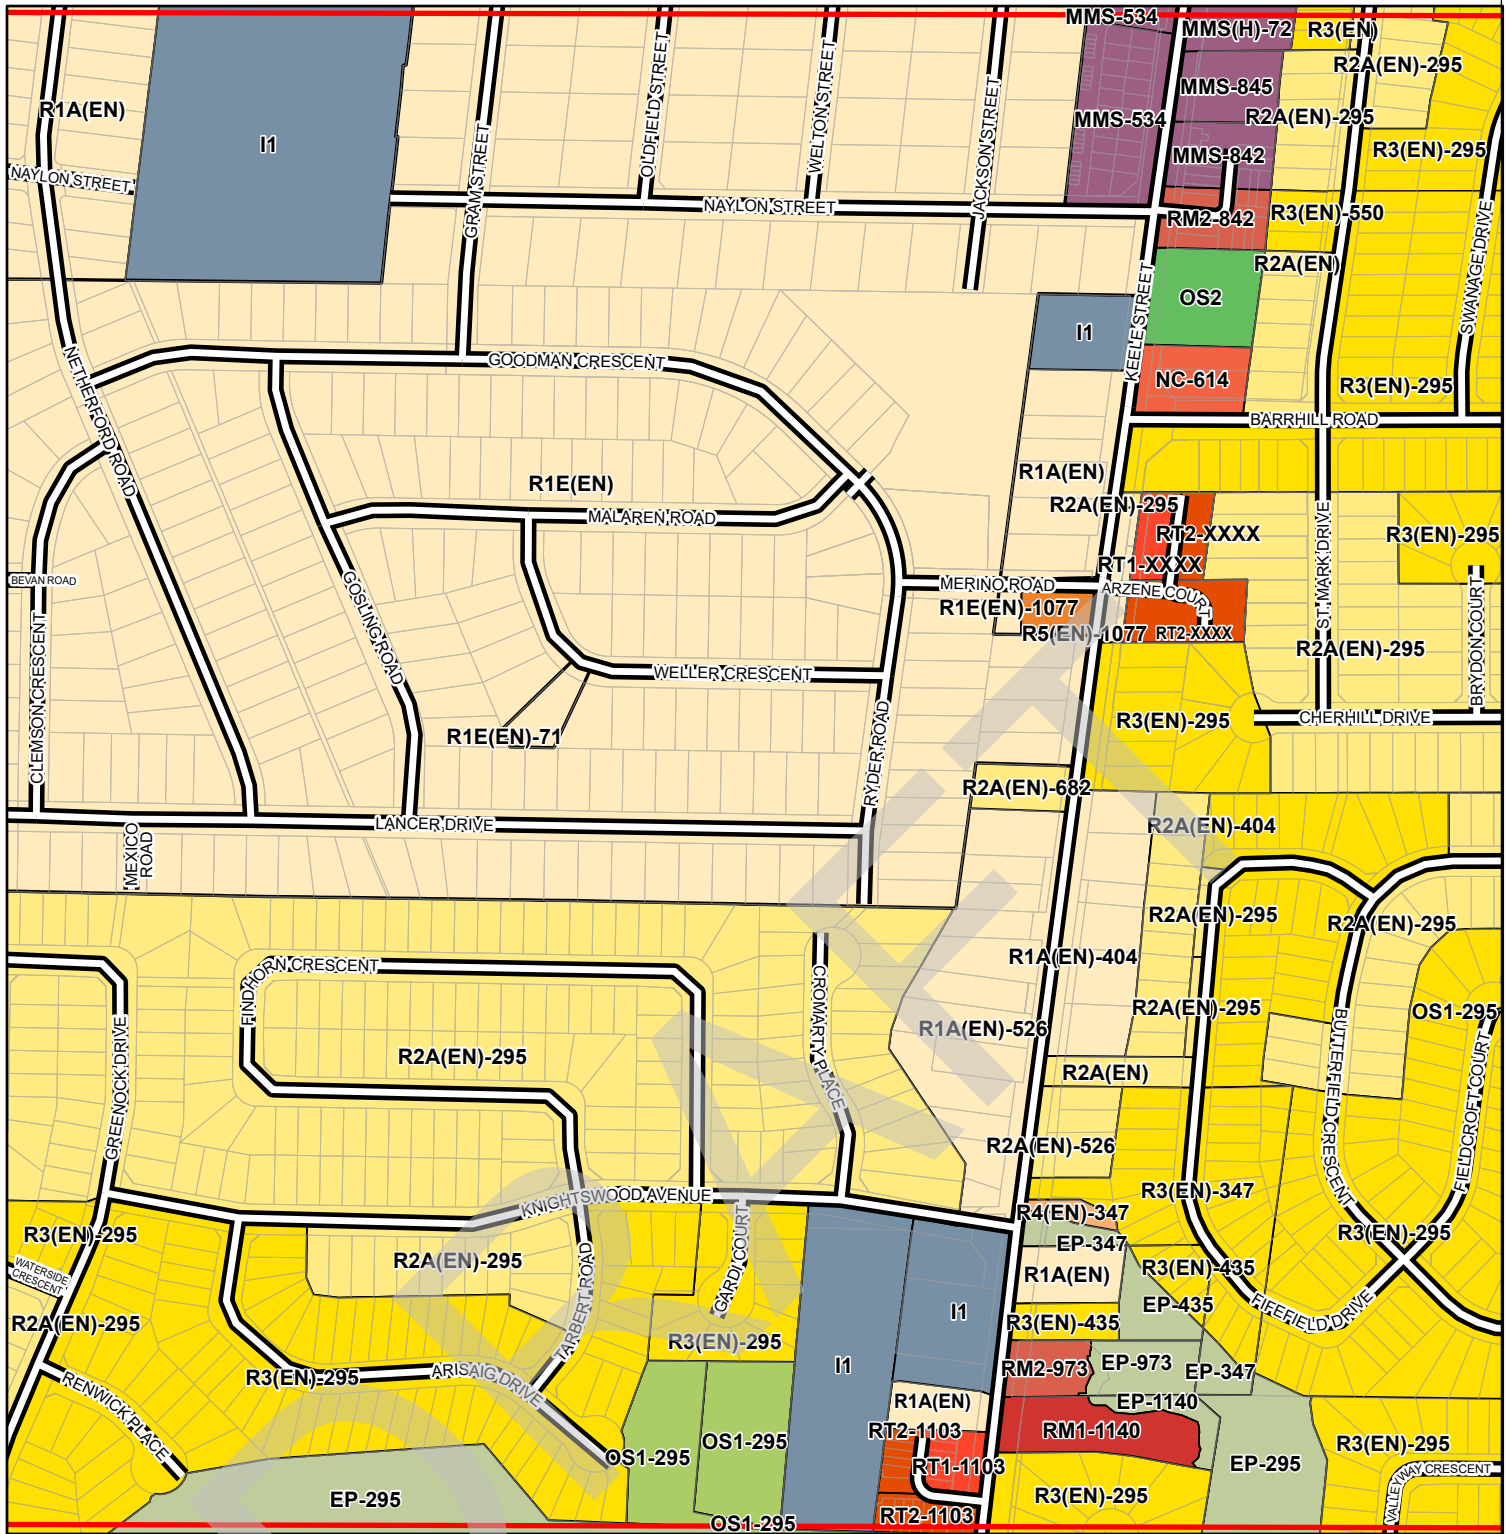 MMS-534
MMS(H)-72
R3(EN)
R2A(EN)-295
R1A(EN)
MMS-845
MMS-534
R2A(EN)-295
I1
R3(EN)-295
MMS-842
NAYLON STREET
GRAM STREET
OLDFIELD STREET
WELTON STREET
JACKSON STREET
NAYLON STREET
RM2-842
R3(EN)-550
SWANAGE DRIVE
R2A(EN)
OS2
KEELE STREET
I1
NETHERFORD ROAD
GOODMAN CRESCENT
NC-614
R3(EN)-295
BARRHILL ROAD
R1E(EN)
R1A(EN)
R2A(EN)-295
MALAREN ROAD
RT2-XXXX
R3(EN)-295
ST. MARK DRIVE
RT1-XXXX
BEVAN ROAD
MERINO ROAD
ARZENE COURT
R1E(EN)-1077
R5(EN)-1077
RT2-XXXX
GOSLING ROAD
CLEMSON CRESCENT
R2A(EN)-295
BRYDON COURT
WELLER CRESCENT
R1E(EN)-71
R3(EN)-295
CHERHILL DRIVE
RYDER ROAD
R2A(EN)-682
LANCER DRIVE
R2A(EN)-404
MEXICO
ROAD
R2A(EN)-295
R2A(EN)-295
FINDHORN CRESCENT
R1A(EN)-404
CROMARTY PLACE
R2A(EN)-295
OS1-295
R1A(EN)-526
R2A(EN)-295
GREENOCK DRIVE
BUTTERFIELD CRESCENT
FIELDCROFT COURT
R2A(EN)
R2A(EN)-526
R3(EN)-347
KNIGHTSWOOD AVENUE
R4(EN)-347
R3(EN)-295
EP-347
R3(EN)-295
R2A(EN)-295
TARBERT ROAD
GARDI COURT
WATERSIDE
CRESCENT
R1A(EN)
R3(EN)-435
EP-435
I1
FIFEFIELD DRIVE
R2A(EN)-295
R3(EN)-435
R3(EN)-295
I1
RM2-973
EP-973
EP-347
ARISAIG DRIVE
R3(EN)-295
RENWICK PLACE
R1A(EN)
EP-1140
RT2-1103
RM1-1140
OS1-295
OS1-295
R3(EN)-295
RT1-1103
EP-295
VALLEYWAY CRESCENT
EP-295
R3(EN)-295
RT2-1103
OS1-295
DRAFT